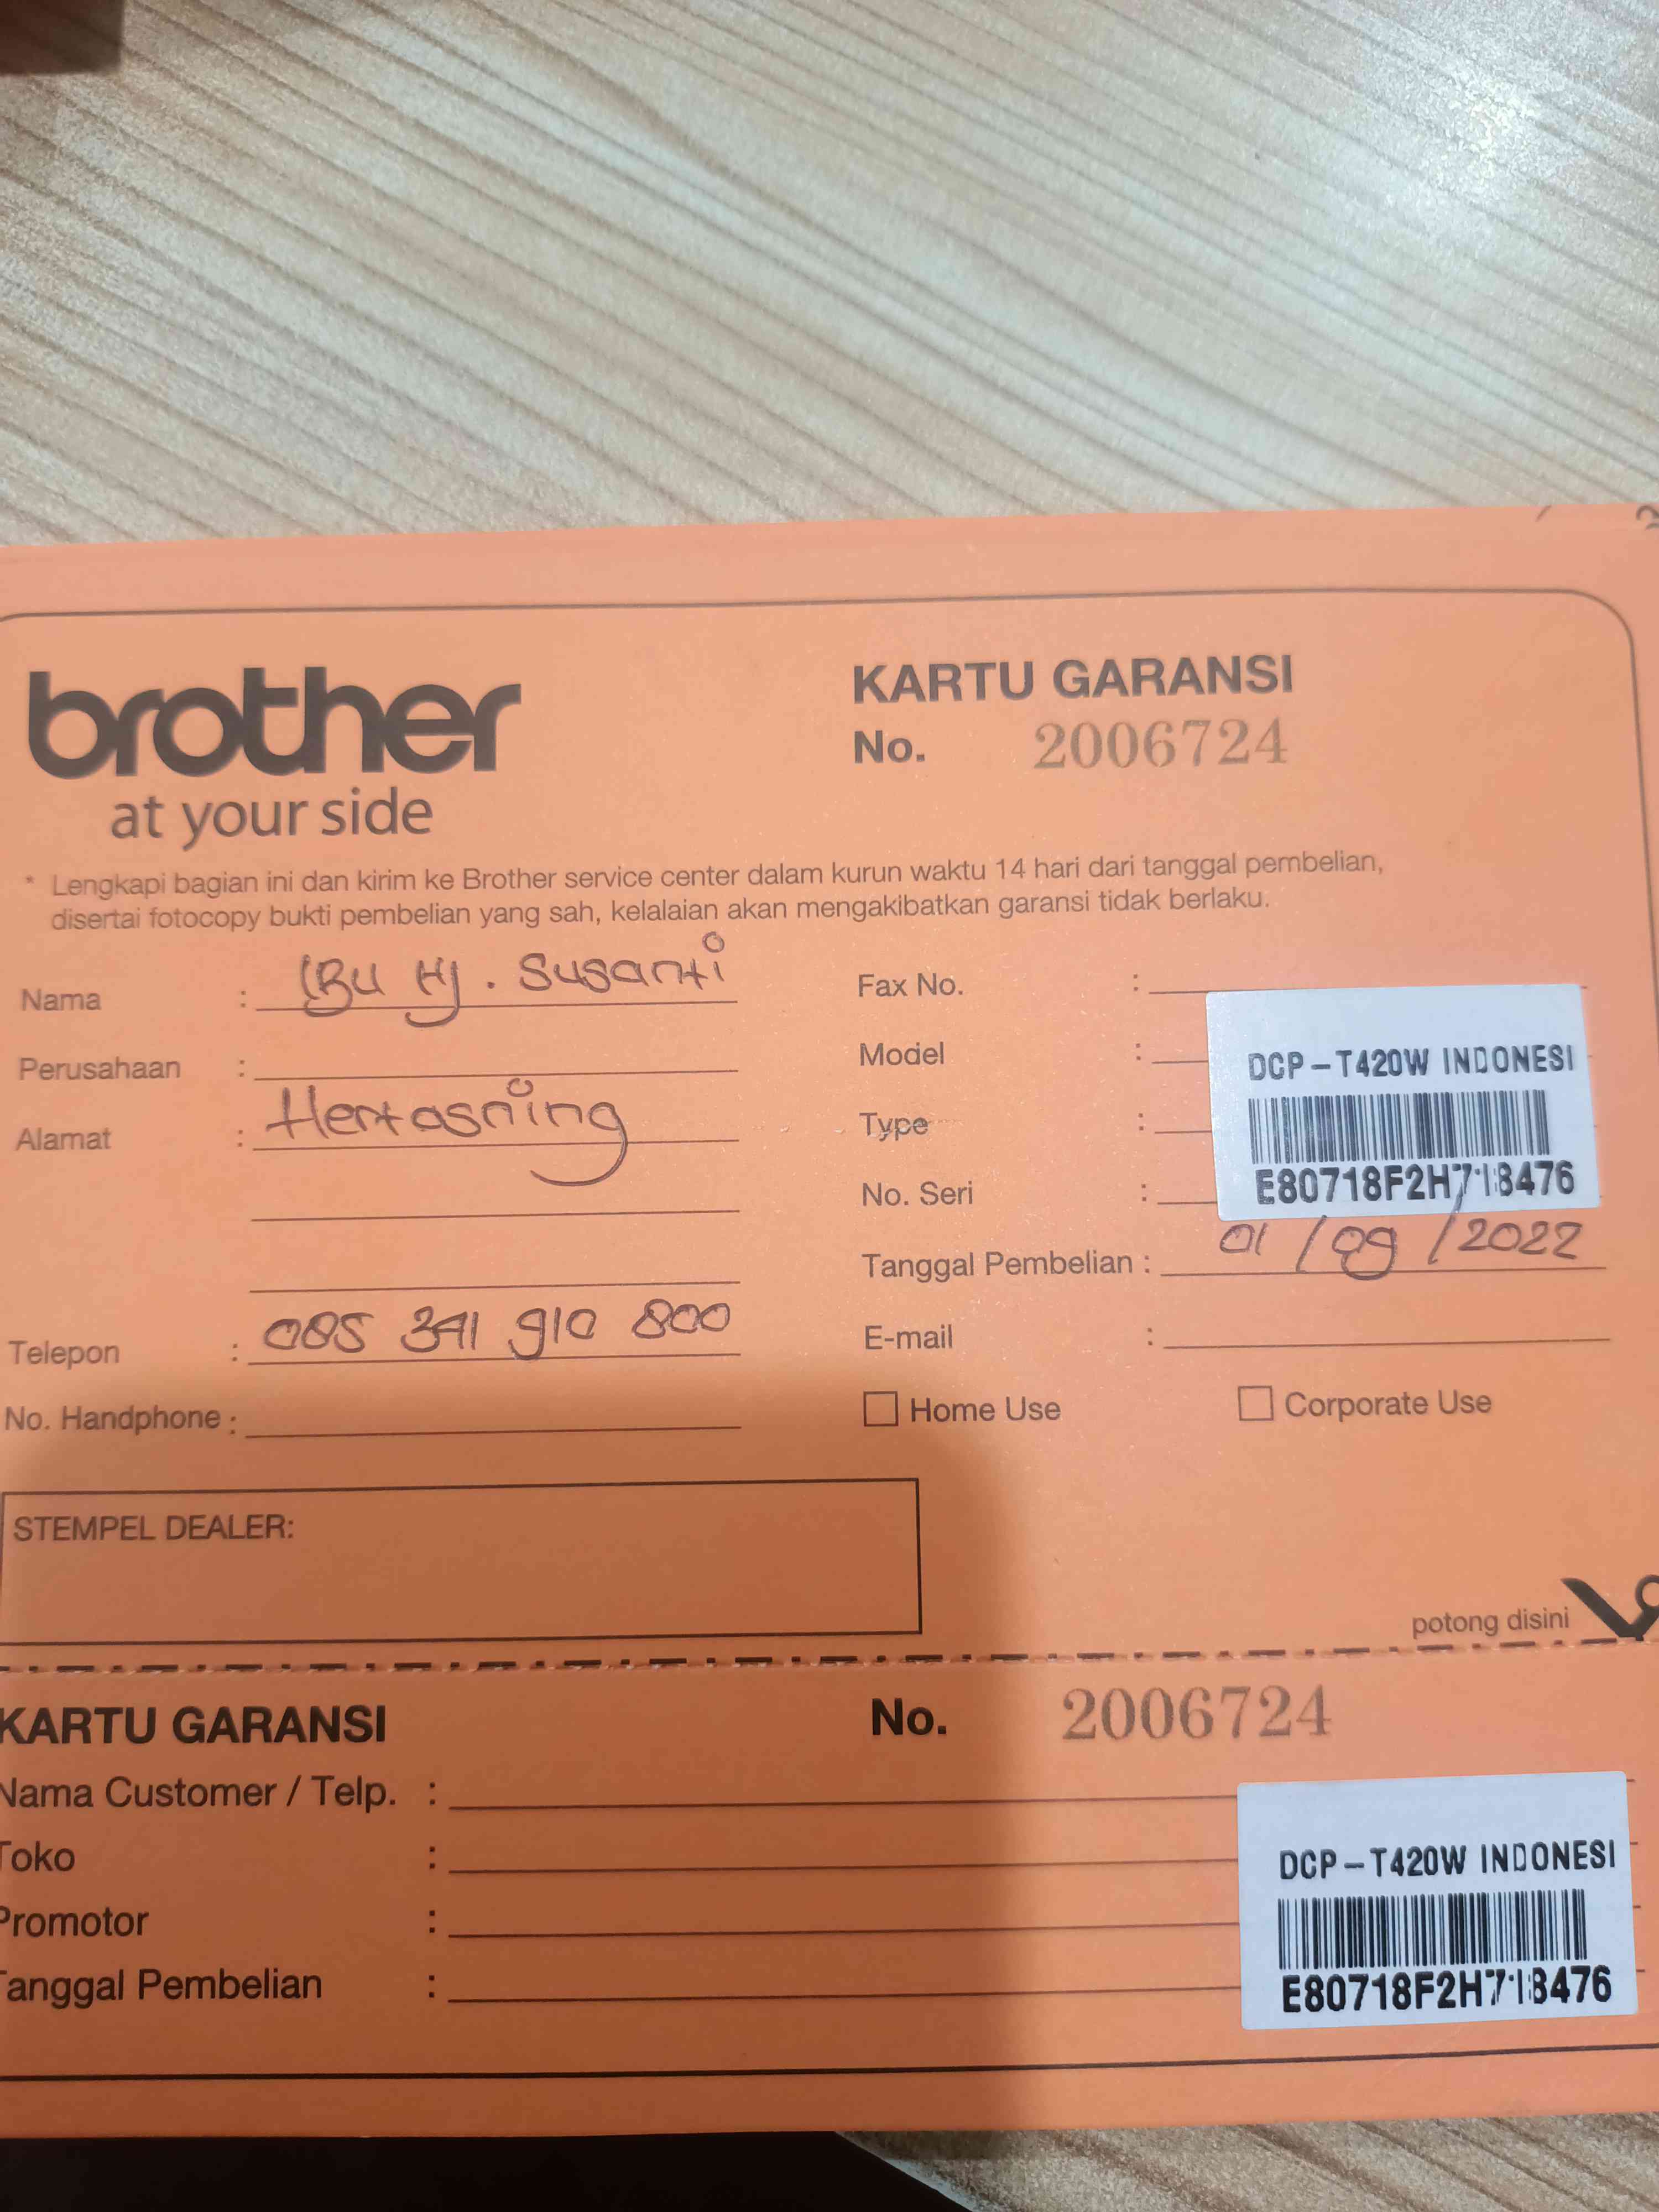 brother
at your side
KARTU GARANSI
No. 2006724
* Lengkapi bagian ini dan kirim ke Brother service center dalam kurun waktu 14 hari dari tanggal pembelian,
disertai fotocopy bukti pembelian yang sah, kelalaian akan mengakibatkan garansi tidak berlaku.
Nama : Ibu Hj. Susanti
Perusahaan :
Alamat : Hertasning
Telepon : 085 341 910 800
No. Handphone :
Fax No. :
Model :
Type :
No. Seri :
DCP-T420W INDONESI
E80718F2H718476
Tanggal Pembelian : 01/09/2022
E-mail :
Home Use
Corporate Use
STEMPEL DEALER:
potong disini
KARTU GARANSI
No. 2006724
Nama Customer / Telp. :
Toko :
Promotor :
Tanggal Pembelian :
DCP-T420W INDONESI
E80718F2H718476